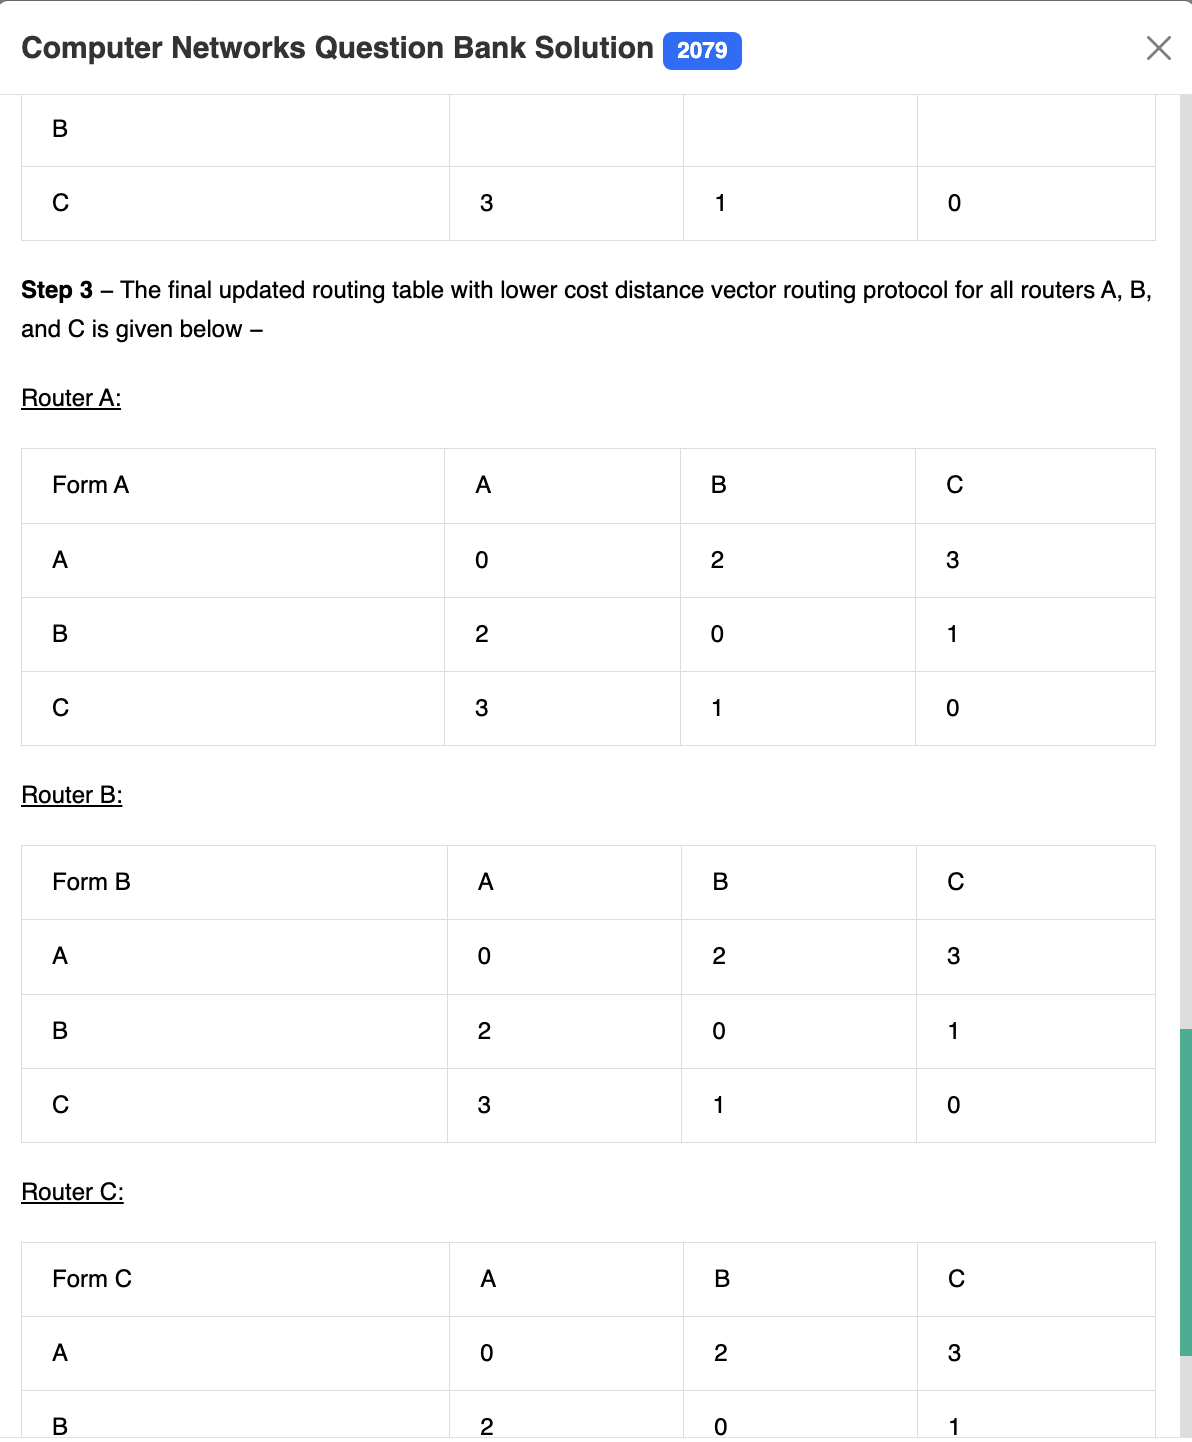 Computer Networks Question Bank Solution 2079
B
C 3 1 0
Step 3 – The final updated routing table with lower cost distance vector routing protocol for all routers A, B,
and C is given below –
Router A:
Form A A B C
A 0 2 3
B 2 0 1
C 3 1 0
Router B:
Form B A B C
A 0 2 3
B 2 0 1
C 3 1 0
Router C:
Form C A B C
A 0 2 3
B 2 0 1